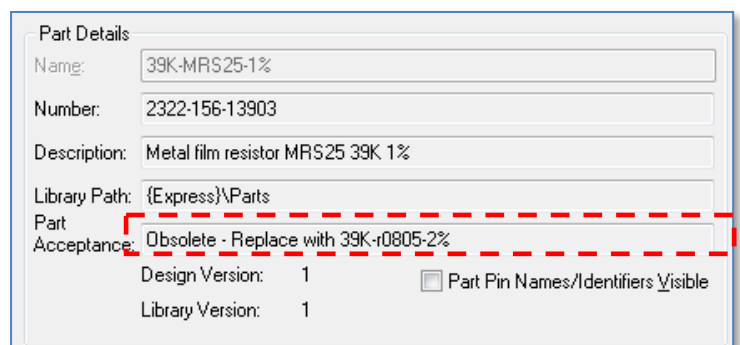 Part Details
Name: 39K-MRS25-1%
Number: 2322-156-13903
Description: Metal film resistor MRS25 39K 1%
Library Path: {Express}\Parts
Part
Acceptance: Obsolete - Replace with 39K-r0805-2%
Design Version: 1 Part Pin Names/Identifiers Visible
Library Version: 1